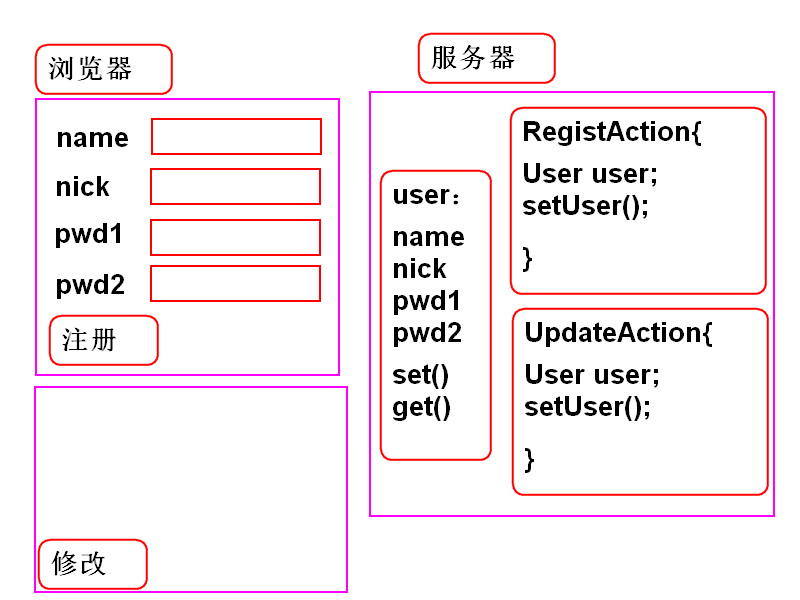 浏览器
name
nick
pwd1
pwd2
注册
修改
服务器
user：
name
nick
pwd1
pwd2
set()
get()
RegistAction{
User user;
setUser();
}
UpdateAction{
User user;
setUser();
}